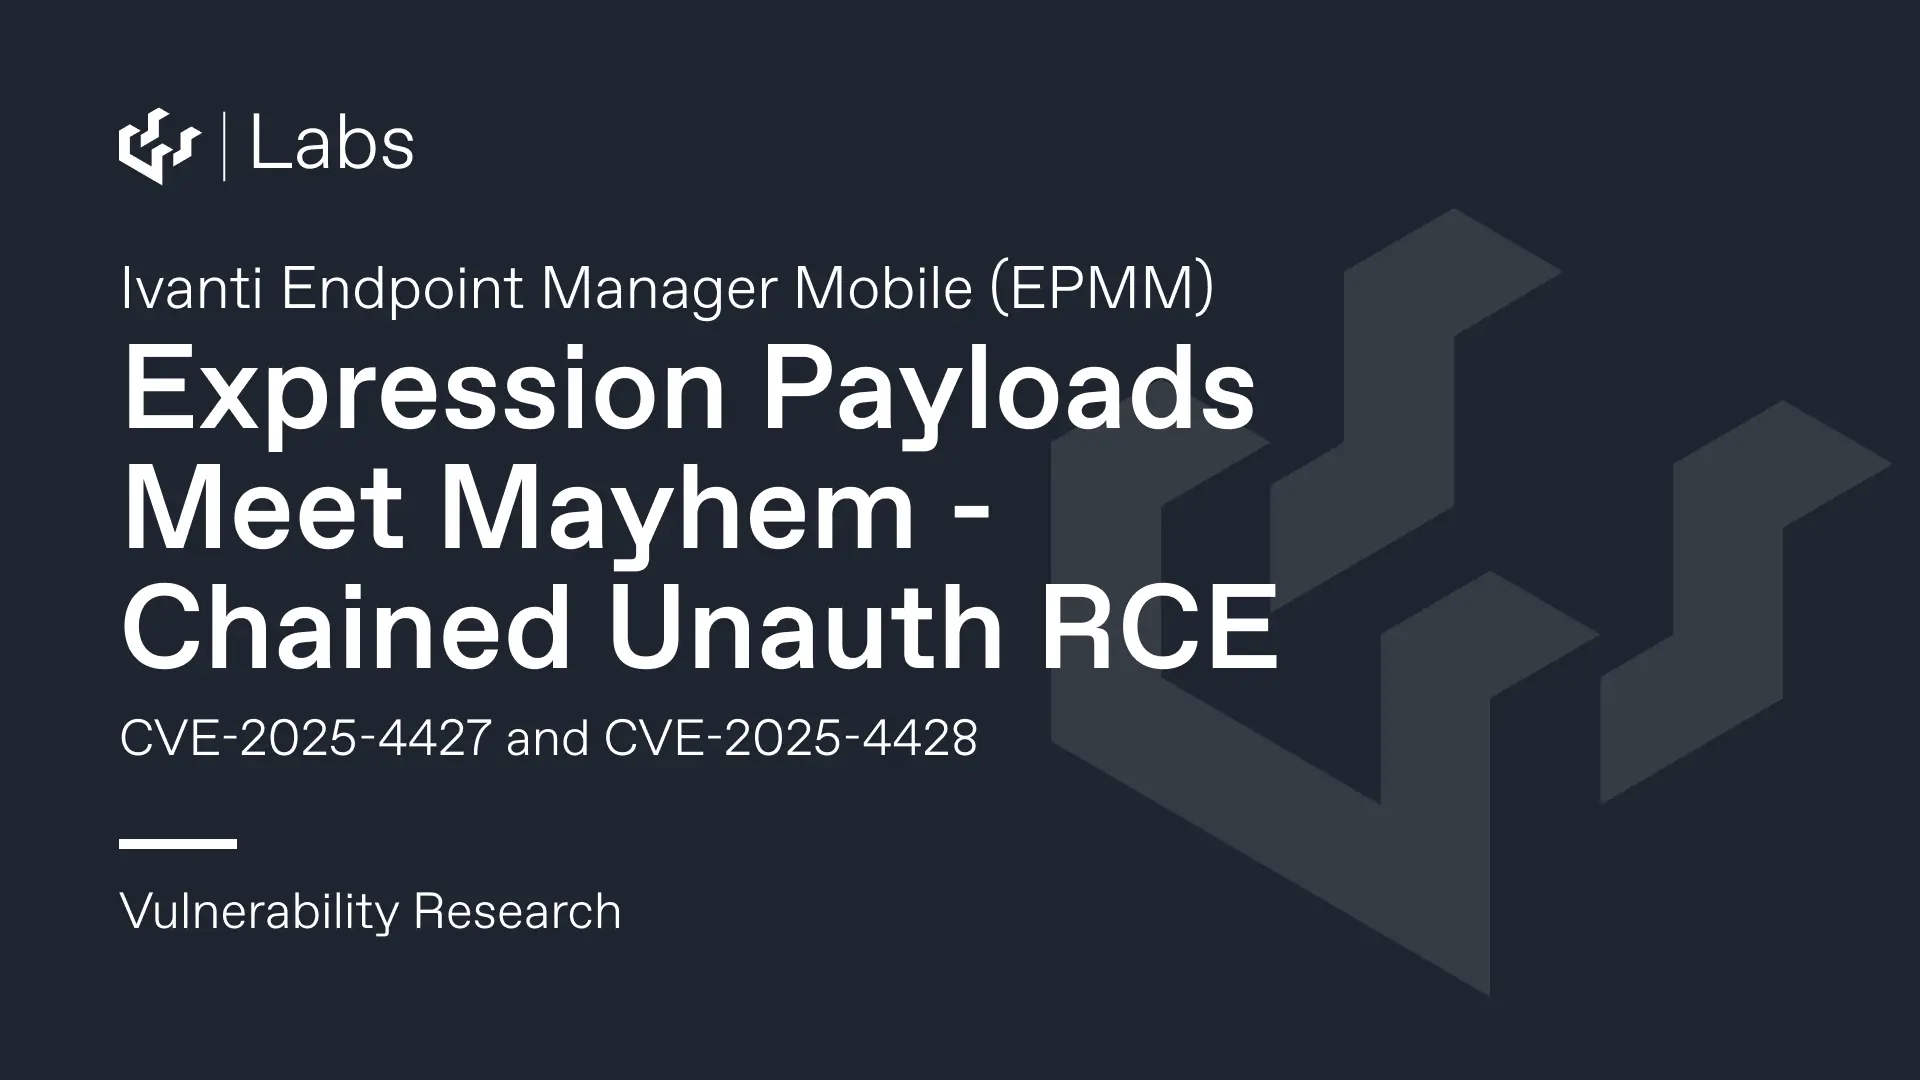 Labs
Ivanti Endpoint Manager Mobile (EPMM)
Expression Payloads
Meet Mayhem -
Chained Unauth RCE
CVE-2025-4427 and CVE-2025-4428
Vulnerability Research